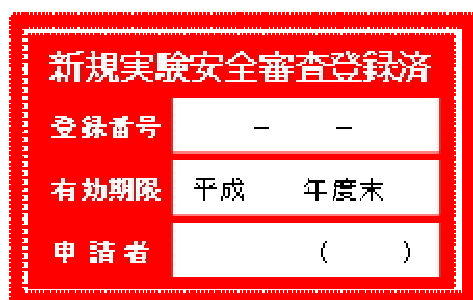 新規実験安全審査登録済
登録番号 － －
有効期限 平成 年度末
申請者 （ ）